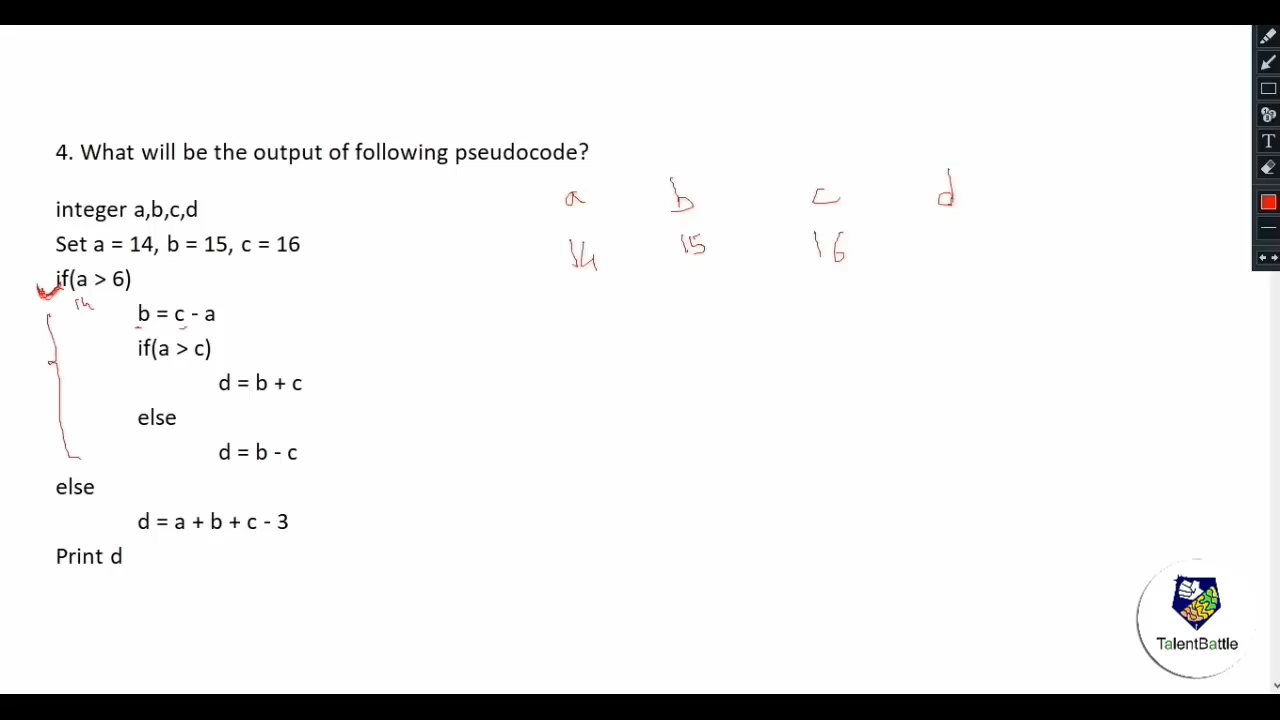 4. What will be the output of following pseudocode?
a b c d
integer a,b,c,d
Set a = 14, b = 15, c = 16
14 15 16
if(a > 6)
14
b = c - a
if(a > c)
d = b + c
else
d = b - c
else
d = a + b + c - 3
Print d
TalentBattle
T